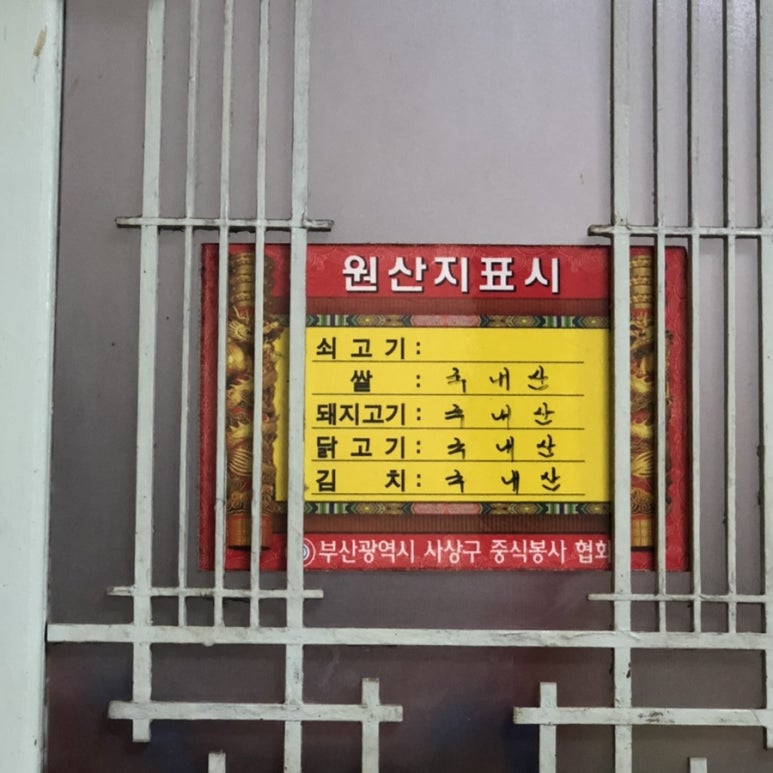 원산지표시
쇠고기:
쌀 : 국내산
돼지고기: 국내산
닭고기: 국내산
김치: 국내산
부산광역시 사상구 중식봉사 협회